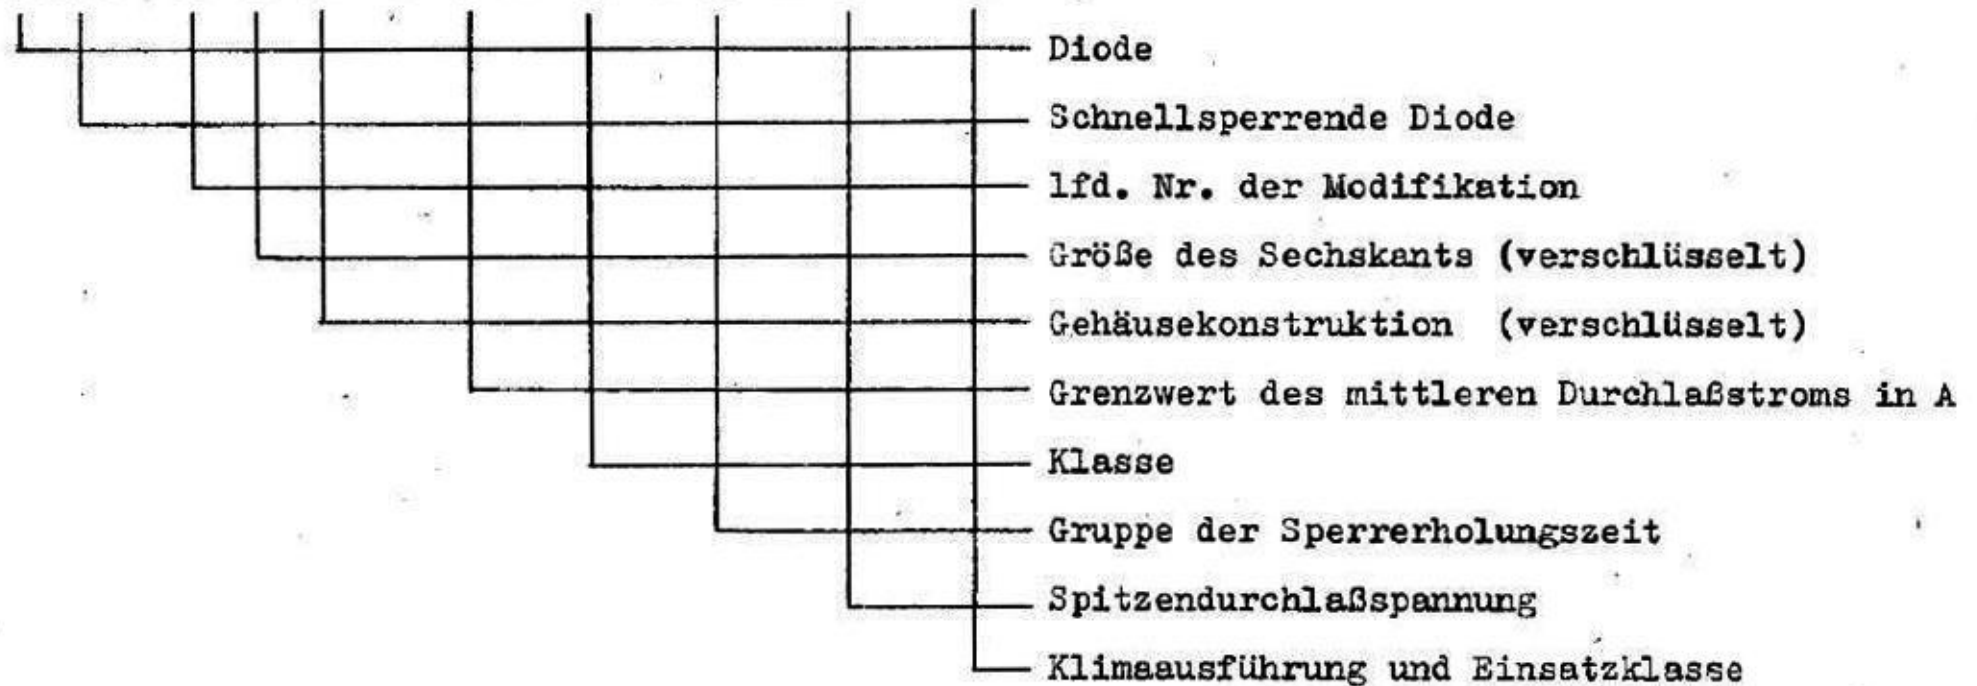 Diode
Schnellsperrende Diode
lfd. Nr. der Modifikation
Größe des Sechskants (verschlüsselt)
Gehäusekonstruktion (verschlüsselt)
Grenzwert des mittleren Durchlaßstroms in A
Klasse
Gruppe der Sperrerholungszeit
Spitzendurchlaßspannung
Klimaausführung und Einsatzklasse